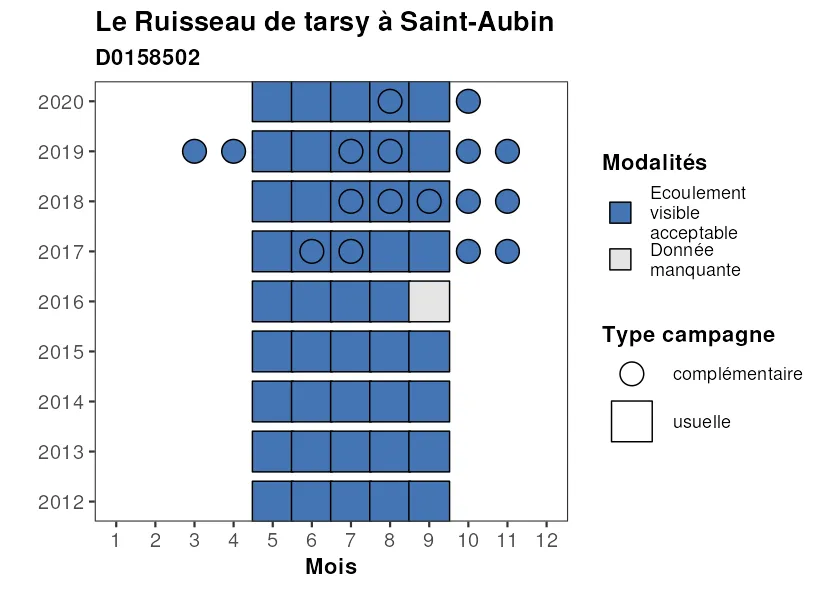 Le Ruisseau de tarsy à Saint-Aubin
D0158502
2020
2019
2018
2017
2016
2015
2014
2013
2012
1 2 3 4 5 6 7 8 9 10 11 12
Mois
Modalités
Ecoulement
visible
acceptable
Donnée
manquante
Type campagne
complémentaire
usuelle